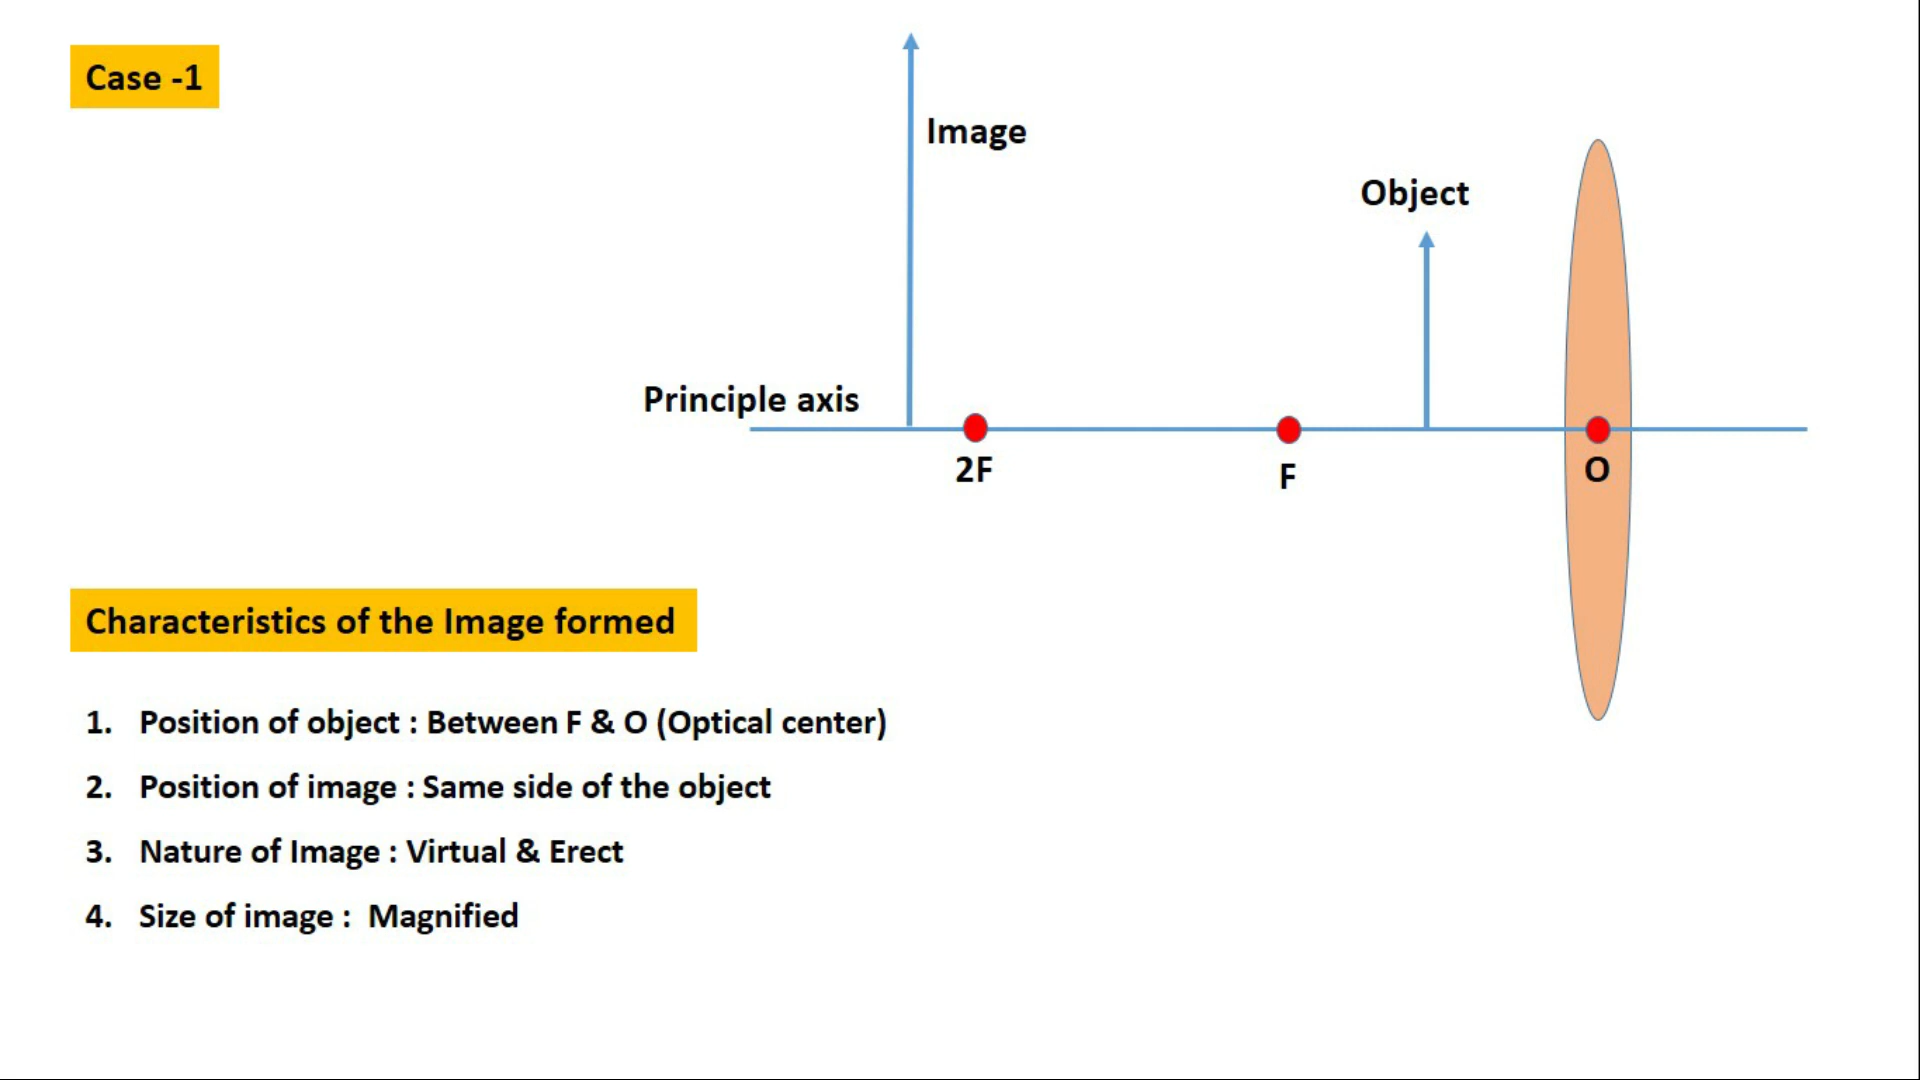 Case -1
Image
Object
Principle axis
2F
F
O
Characteristics of the Image formed
1. Position of object : Between F & O (Optical center)
2. Position of image : Same side of the object
3. Nature of Image : Virtual & Erect
4. Size of image :  Magnified